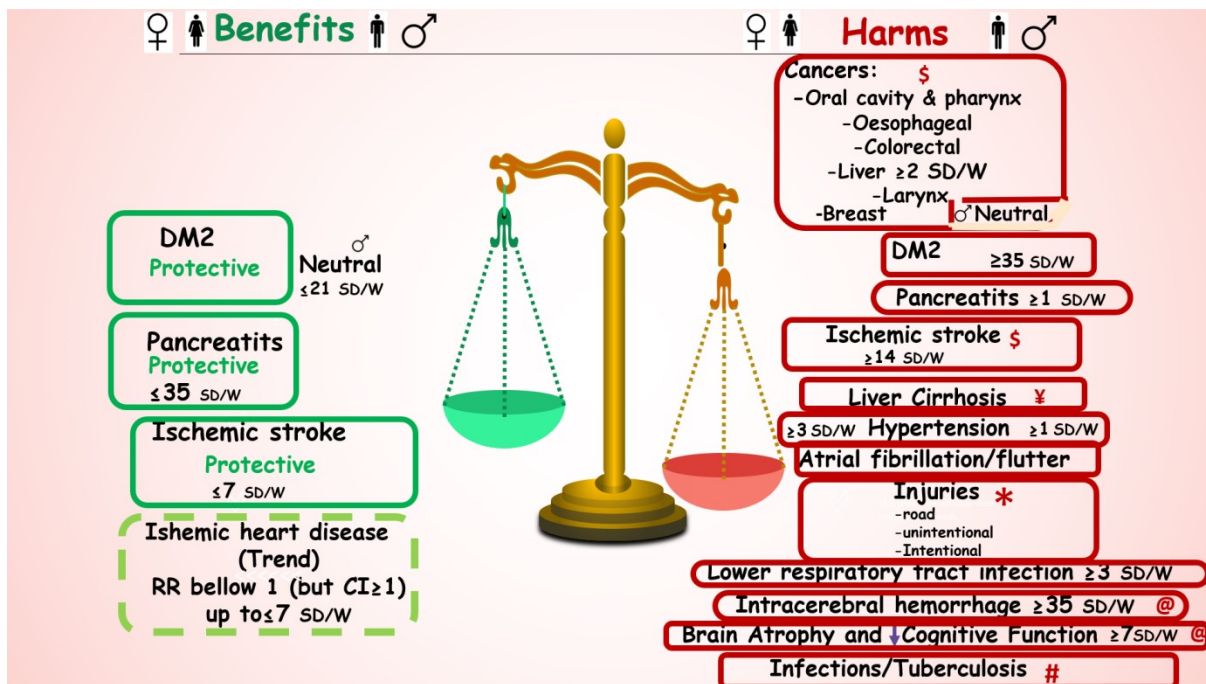 ♀ Benefits ♂
DM2
Protective
♂
Neutral
≤21 SD/W
Pancreatits
Protective
≤35 SD/W
Ischemic stroke
Protective
≤7 SD/W
Ishemic heart disease
(Trend)
RR bellow 1 (but CI≥1)
up to≤7 SD/W
♀ Harms ♂
Cancers: $
-Oral cavity & pharynx
-Oesophageal
-Colorectal
-Liver ≥2 SD/W
-Larynx
-Breast ♂Neutral
DM2 ≥35 SD/W
Pancreatits ≥1 SD/W
Ischemic stroke $
≥14 SD/W
Liver Cirrhosis ¥
≥3 SD/W Hypertension ≥1 SD/W
Atrial fibrillation/flutter
Injuries *
-road
-unintentional
-Intentional
Lower respiratory tract infection ≥3 SD/W
Intracerebral hemorrhage ≥35 SD/W @
Brain Atrophy and ↓Cognitive Function ≥7SD/W @
Infections/Tuberculosis #